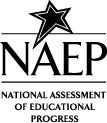 NAEP
NATIONAL ASSESSMENT
OF EDUCATIONAL
PROGRESS